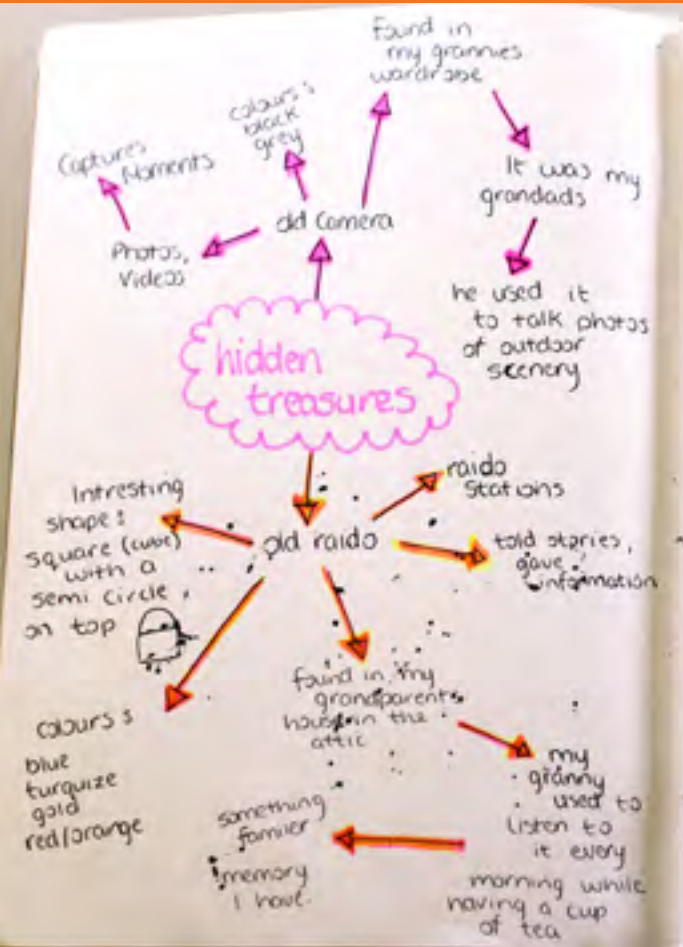 found in
my grannies
wardrobe
colours:
black
grey
Captures
Moments
It was my
grandads
old Camera
Photos,
Videos
he used it
to talk photos
of outdoor
scenery
hidden
treasures
raido
Stations
Intresting
shape:
square (cube)
with a
semi circle
on top
old raido
told stories,
gave
information
found in my
grandparents
house in the
attic
colours:
blue
turquize
gold
red/orange
my
granny
used to
listen to
it every
morning while
having a cup
of tea
something
familer
memory
I have